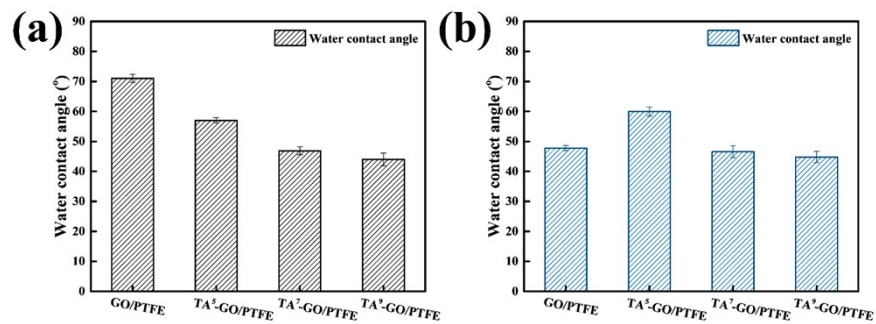 (a)
Water contact angle
Water contact angle (°)
90
80
70
60
50
40
30
20
10
0
GO/PTFE
TA⁵-GO/PTFE
TA⁷-GO/PTFE
TA⁹-GO/PTFE
(b)
Water contact angle
Water contact angle (°)
90
80
70
60
50
40
30
20
10
0
GO/PTFE
TA⁵-GO/PTFE
TA⁷-GO/PTFE
TA⁹-GO/PTFE